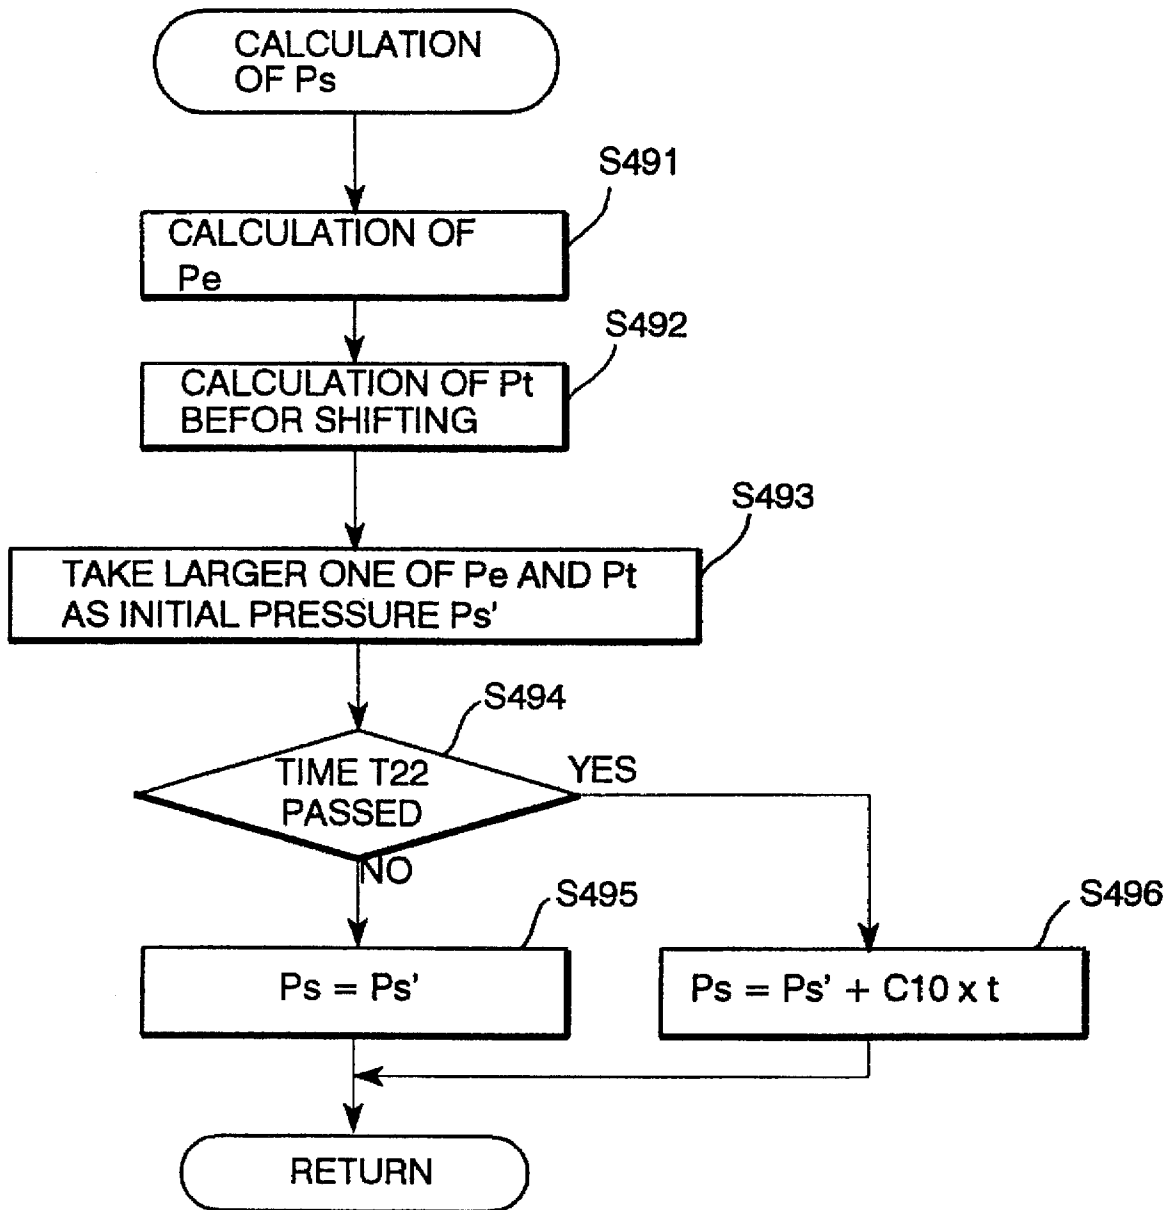 CALCULATION
OF Ps
S491
CALCULATION OF
Pe
S492
CALCULATION OF Pt
BEFOR SHIFTING
S493
TAKE LARGER ONE OF Pe AND Pt
AS INITIAL PRESSURE Ps'
S494
TIME T22
PASSED
YES
NO
S495
Ps = Ps'
S496
Ps = Ps' + C10 x t
RETURN